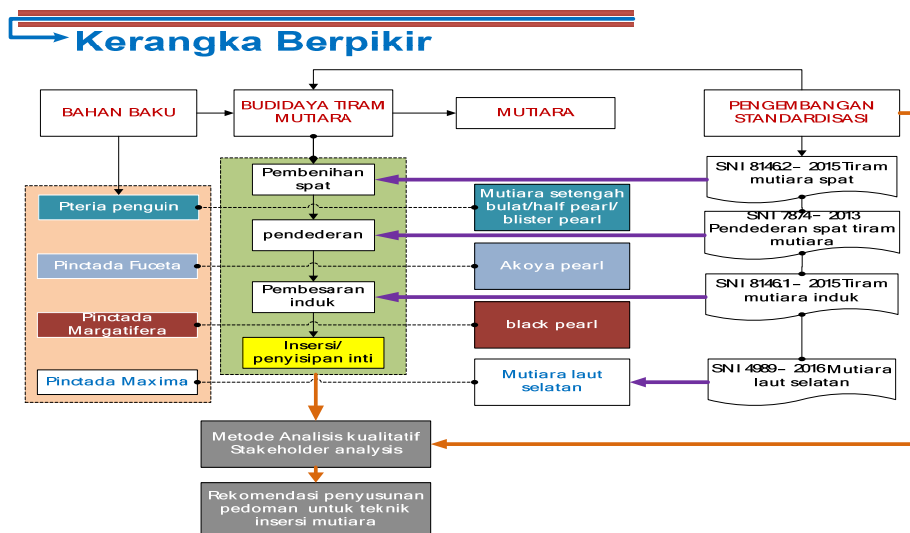 Kerangka Berpikir
BAHAN BAKU
BUDIDAYA TIRAM
MUTIARA
MUTIARA
PENGEMBANGAN
STANDARDISASI
Pteria penguin
Pinctada Fuceta
Pinctada
Margatifera
Pinctada Maxima
Pembenihan
spat
pendederan
Pembesaran
induk
Insersi/
penyisipan inti
Mutiara setengah
bulat/half pearl/
blister pearl
Akoya pearl
black pearl
Mutiara laut
selatan
SNI 8146.2 – 2015 Tiram
mutiara spat
SNI 7874 – 2013
Pendederan spat tiram
mutiara
SNI 8146.1 – 2015 Tiram
mutiara induk
SNI 4989 – 2016 Mutiara
laut selatan
Metode Analisis kualitatif
Stakeholder analysis
Rekomendasi penyusunan
pedoman untuk teknik
insersi mutiara